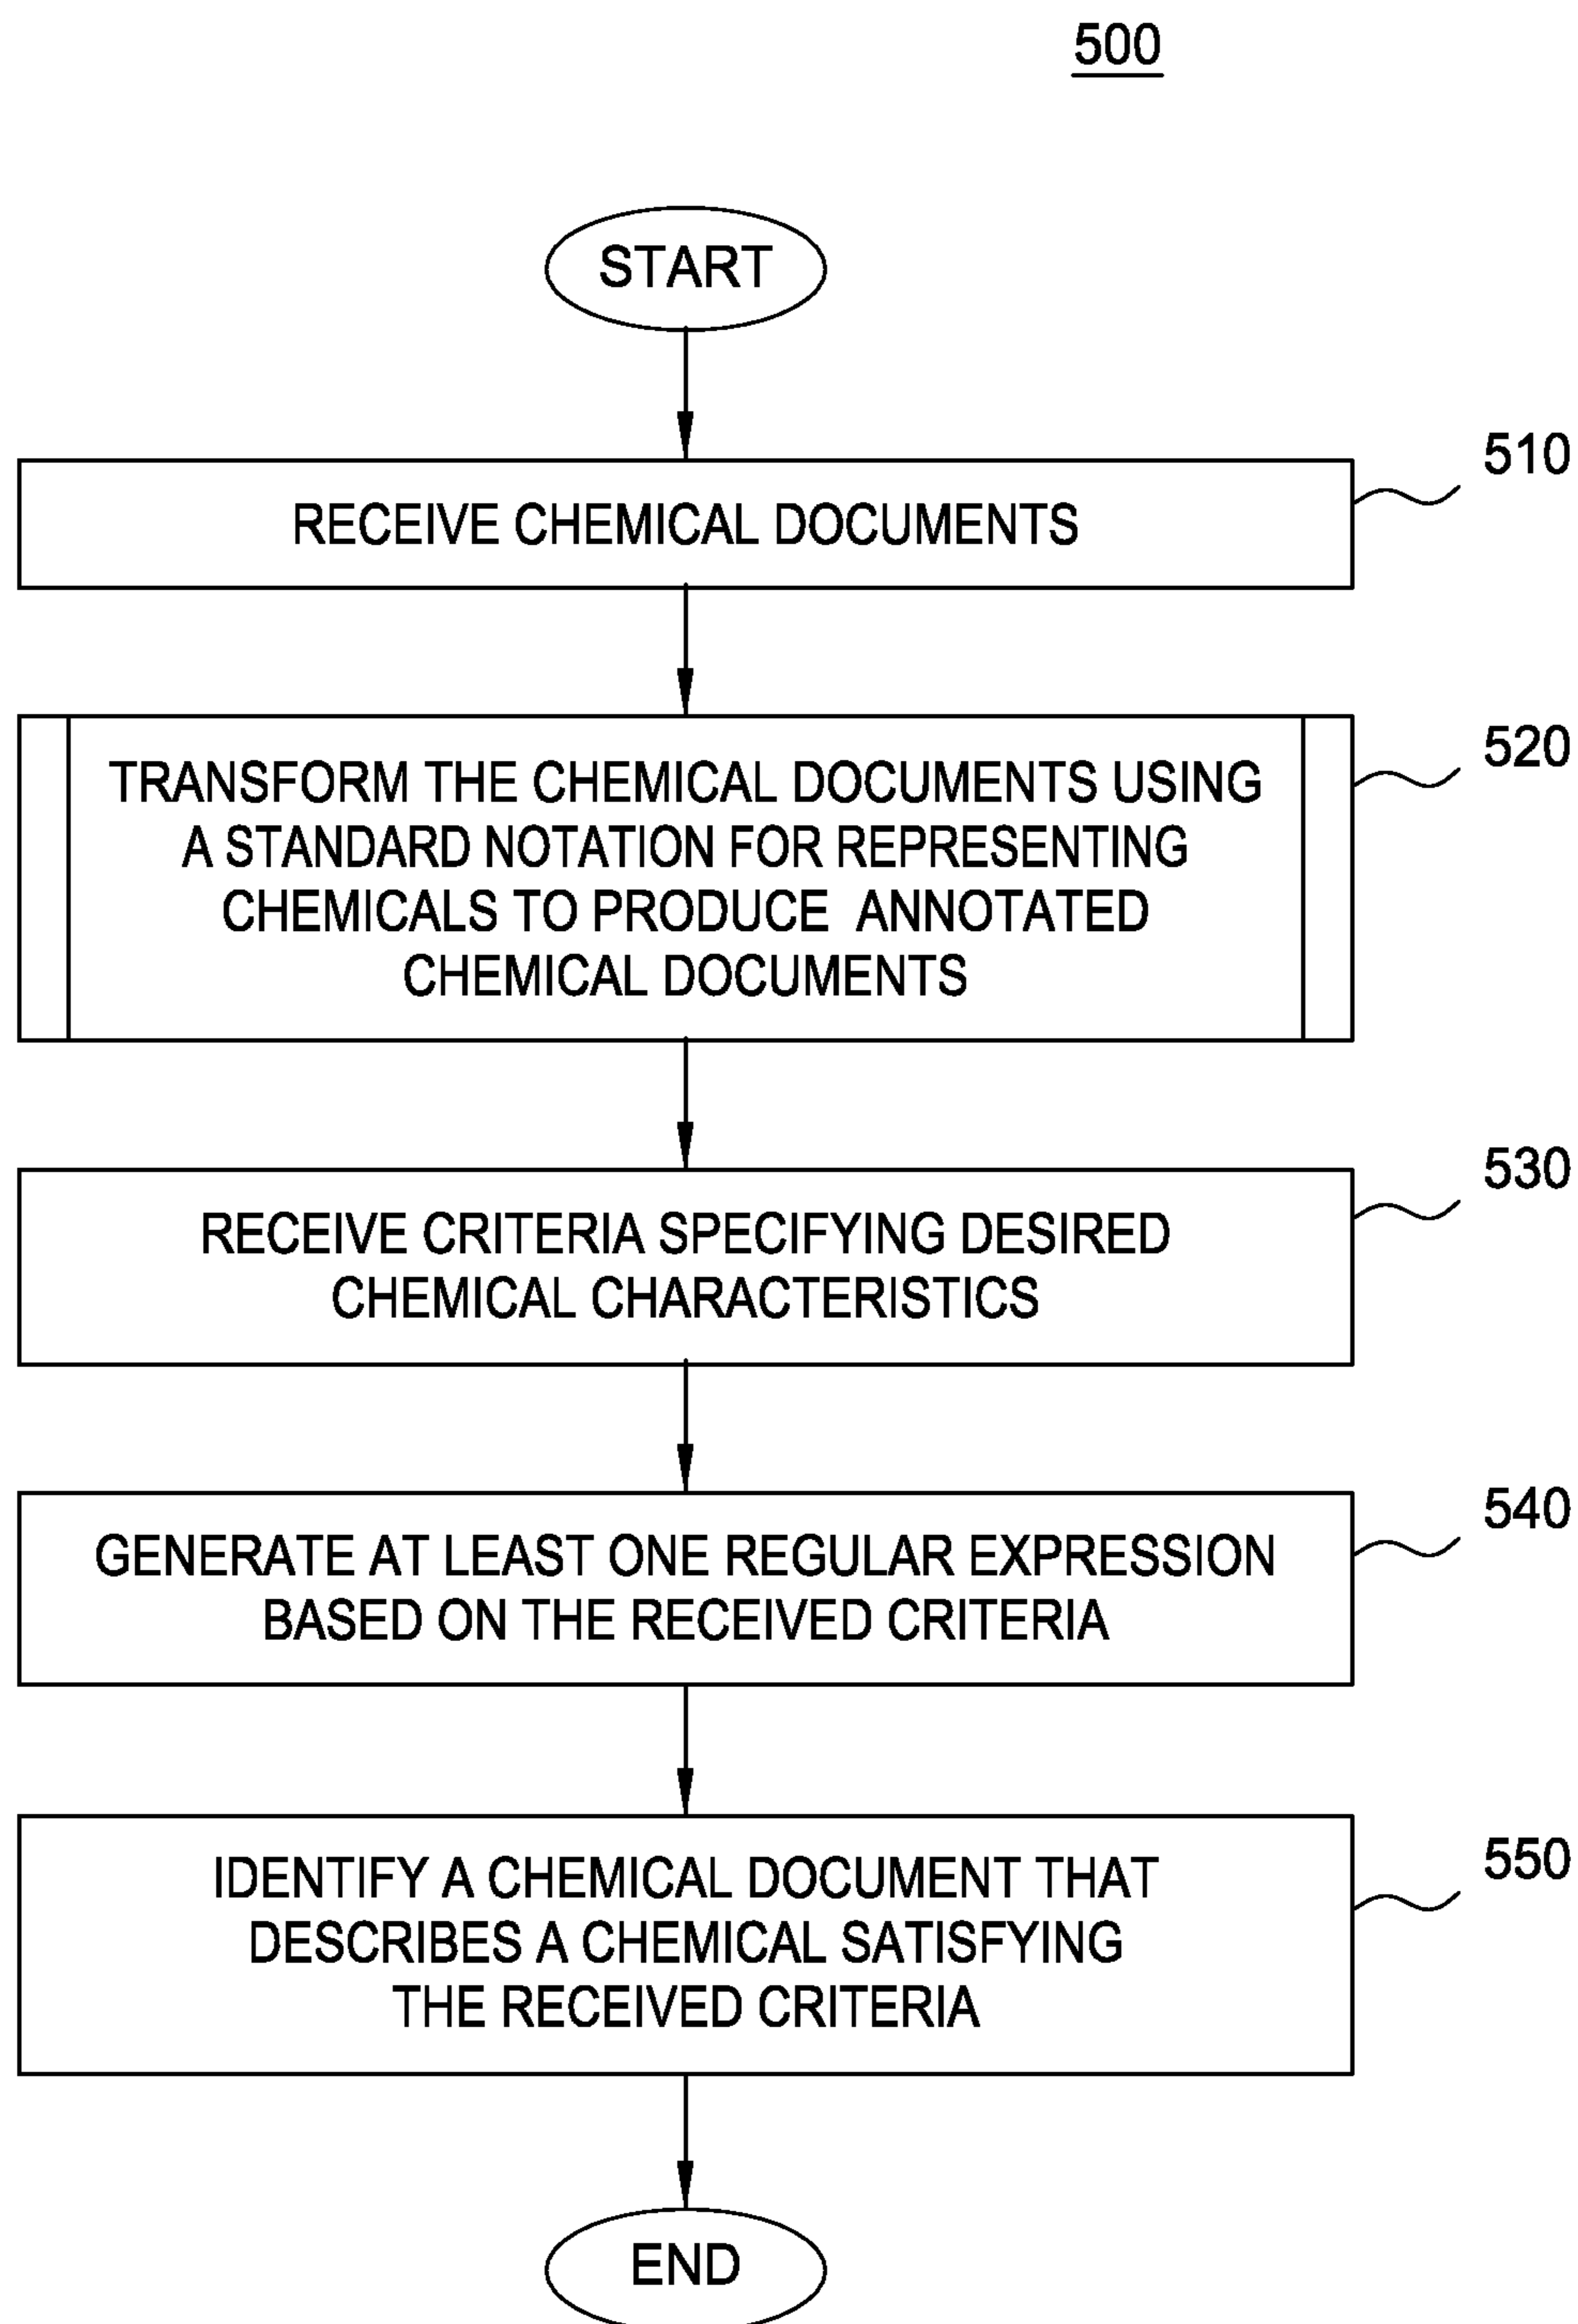 500
START
510
RECEIVE CHEMICAL DOCUMENTS
520
TRANSFORM THE CHEMICAL DOCUMENTS USING
A STANDARD NOTATION FOR REPRESENTING
CHEMICALS TO PRODUCE ANNOTATED
CHEMICAL DOCUMENTS
530
RECEIVE CRITERIA SPECIFYING DESIRED
CHEMICAL CHARACTERISTICS
540
GENERATE AT LEAST ONE REGULAR EXPRESSION
BASED ON THE RECEIVED CRITERIA
550
IDENTIFY A CHEMICAL DOCUMENT THAT
DESCRIBES A CHEMICAL SATISFYING
THE RECEIVED CRITERIA
END